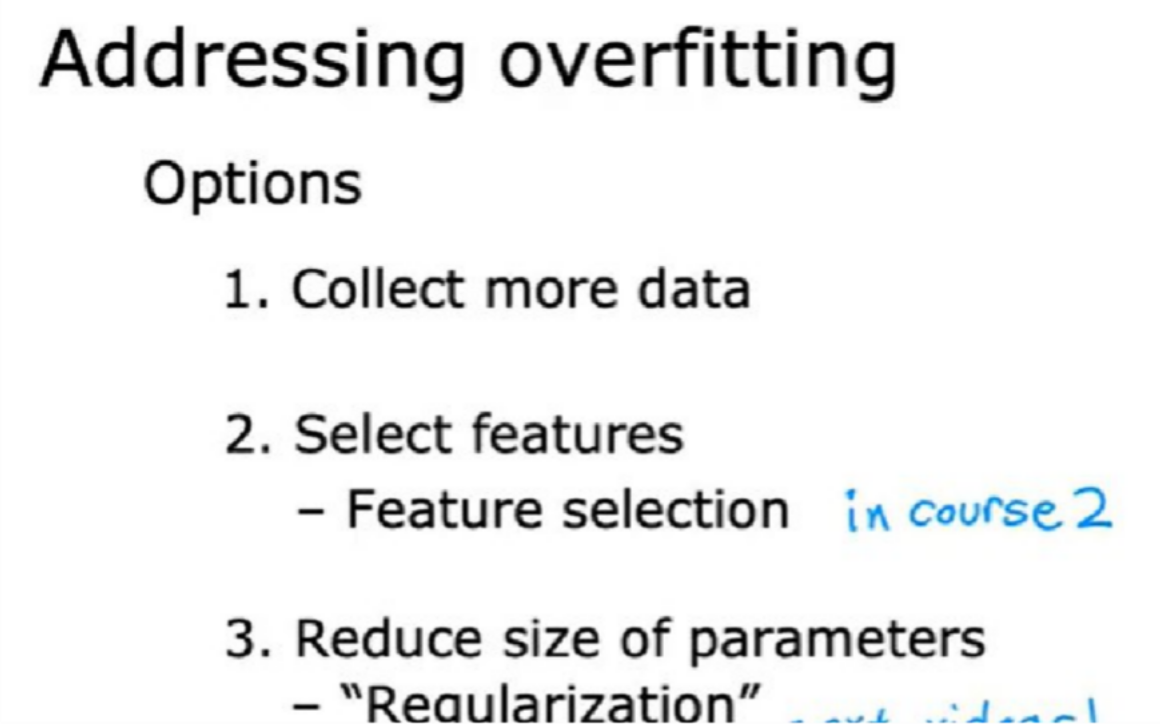 Addressing overfitting
Options
1. Collect more data
2. Select features
– Feature selection in course 2
3. Reduce size of parameters
– “Regularization” videos!